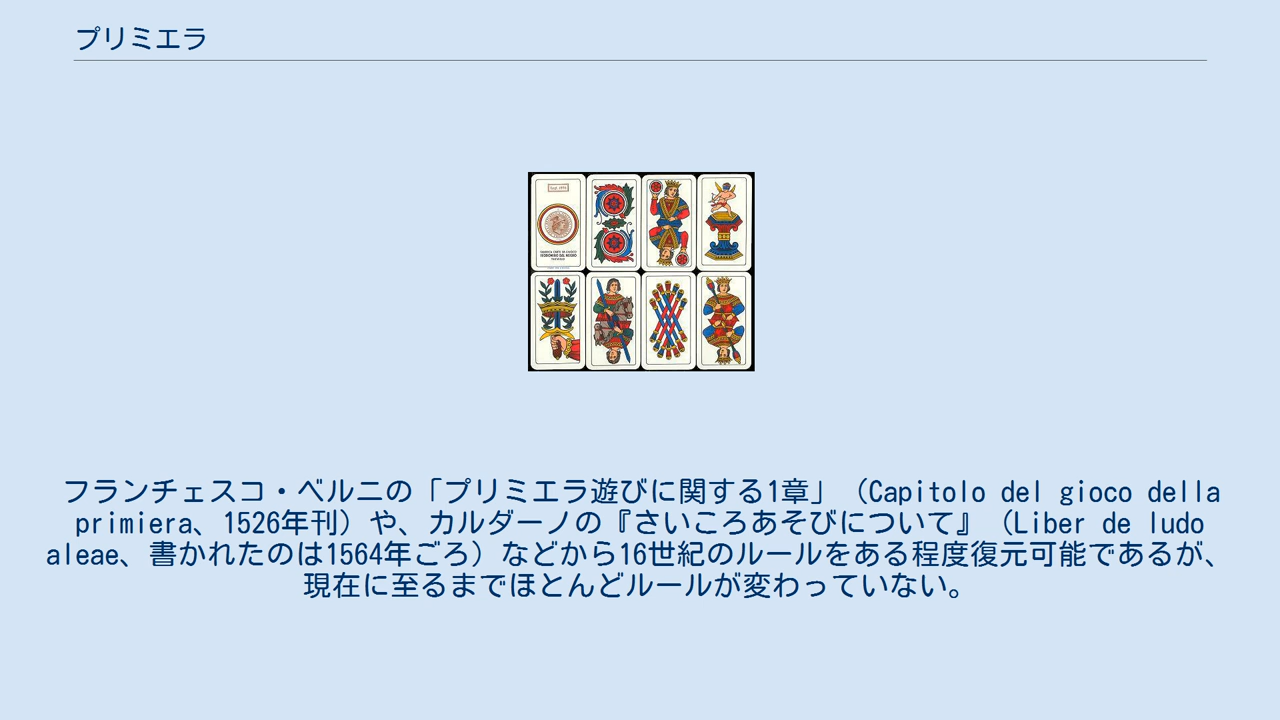 プリミエラ
フランチェスコ・ベルニの「プリミエラ遊びに関する1章」（Capitolo del gioco della
primiera、1526年刊）や、カルダーノの『さいころあそびについて』（Liber de ludo
aleae、書かれたのは1564年ごろ）などから16世紀のルールをある程度復元可能であるが、
現在に至るまでほとんどルールが変わっていない。